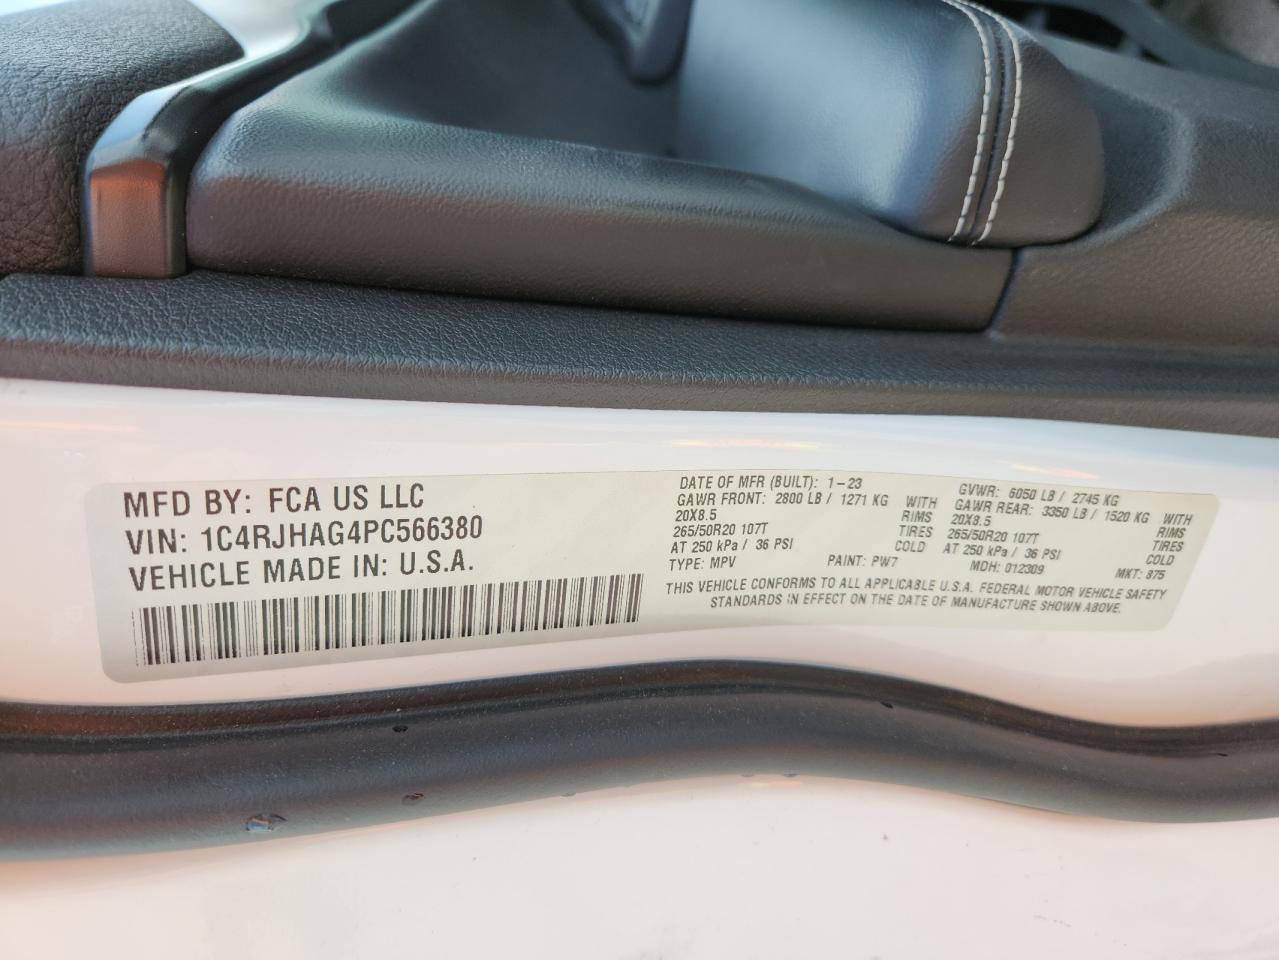 MFD BY: FCA US LLC
VIN: 1C4RJHAG4PC566380
VEHICLE MADE IN: U.S.A.
DATE OF MFR (BUILT): 1-23 GVWR: 6050 LB / 2745 KG
GAWR FRONT: 2800 LB / 1271 KG WITH GAWR REAR: 3350 LB / 1520 KG WITH
20X8.5 RIMS 20X8.5 RIMS
265/50R20 107T TIRES 265/50R20 107T TIRES
AT 250 kPa / 36 PSI COLD AT 250 kPa / 36 PSI COLD
TYPE: MPV PAINT: PW7 MDH: 012309 MKT: 875
THIS VEHICLE CONFORMS TO ALL APPLICABLE U.S.A. FEDERAL MOTOR VEHICLE SAFETY
STANDARDS IN EFFECT ON THE DATE OF MANUFACTURE SHOWN ABOVE.